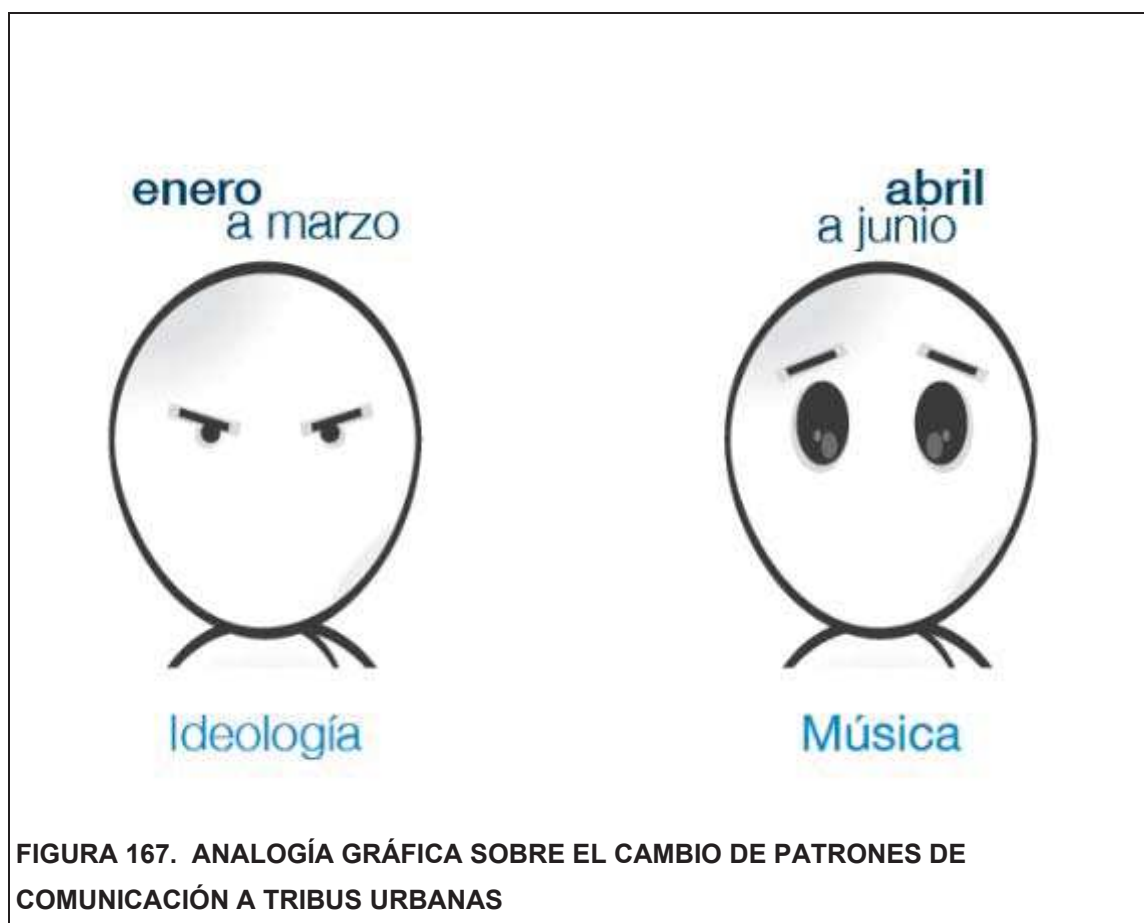 enero
a marzo
abril
a junio
Ideología
Música
FIGURA 167. ANALOGÍA GRÁFICA SOBRE EL CAMBIO DE PATRONES DE
COMUNICACIÓN A TRIBUS URBANAS